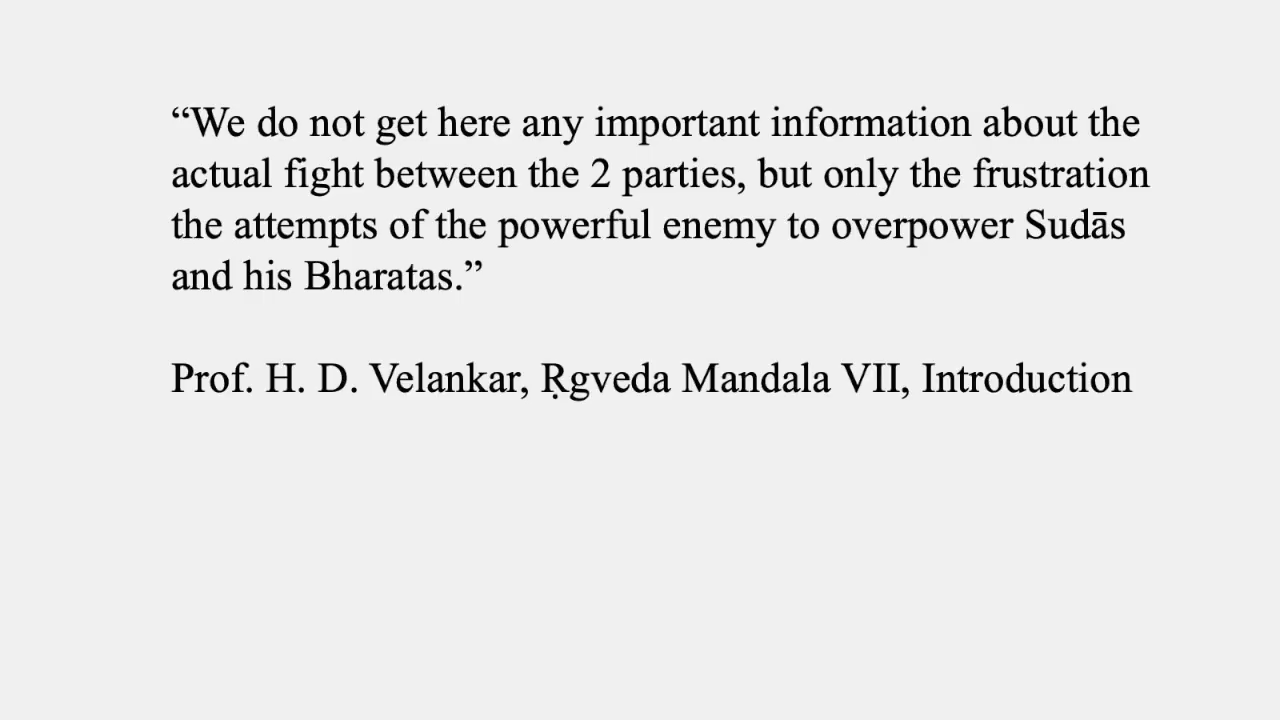 “We do not get here any important information about the
actual fight between the 2 parties, but only the frustration
the attempts of the powerful enemy to overpower Sudās
and his Bharatas.”
Prof. H. D. Velankar, Ṛgveda Mandala VII, Introduction